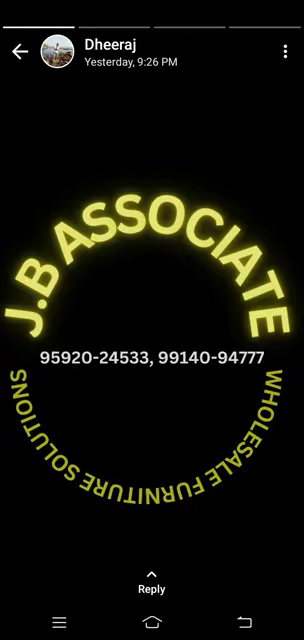 Dheeraj
Yesterday, 9:26 PM
J.B ASSOCIATE
95920-24533, 99140-94777
WHOLESALE FURNITURE SOLUTIONS
Reply